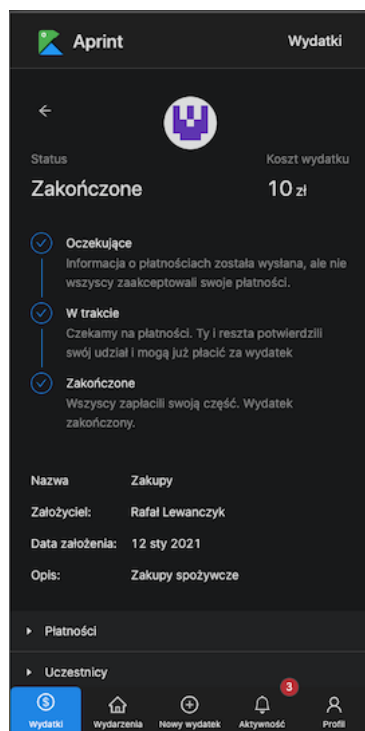 Aprint
Wydatki
Status
Koszt wydatku
Zakończone
10 zł
Oczekujące
Informacja o płatnościach została wysłana, ale nie
wszyscy zaakceptowali swoje płatności.
W trakcie
Czekamy na płatności. Ty i reszta potwierdzili
swój udział i mogą już płacić za wydatek
Zakończone
Wszyscy zapłacili swoją część. Wydatek
zakończony.
Nazwa Zakupy
Założyciel: Rafał Lewanczyk
Data założenia: 12 sty 2021
Opis: Zakupy spożywcze
Płatności
Uczestnicy
3
Wydatki Wydarzenia Nowy wydatek Aktywność Profil